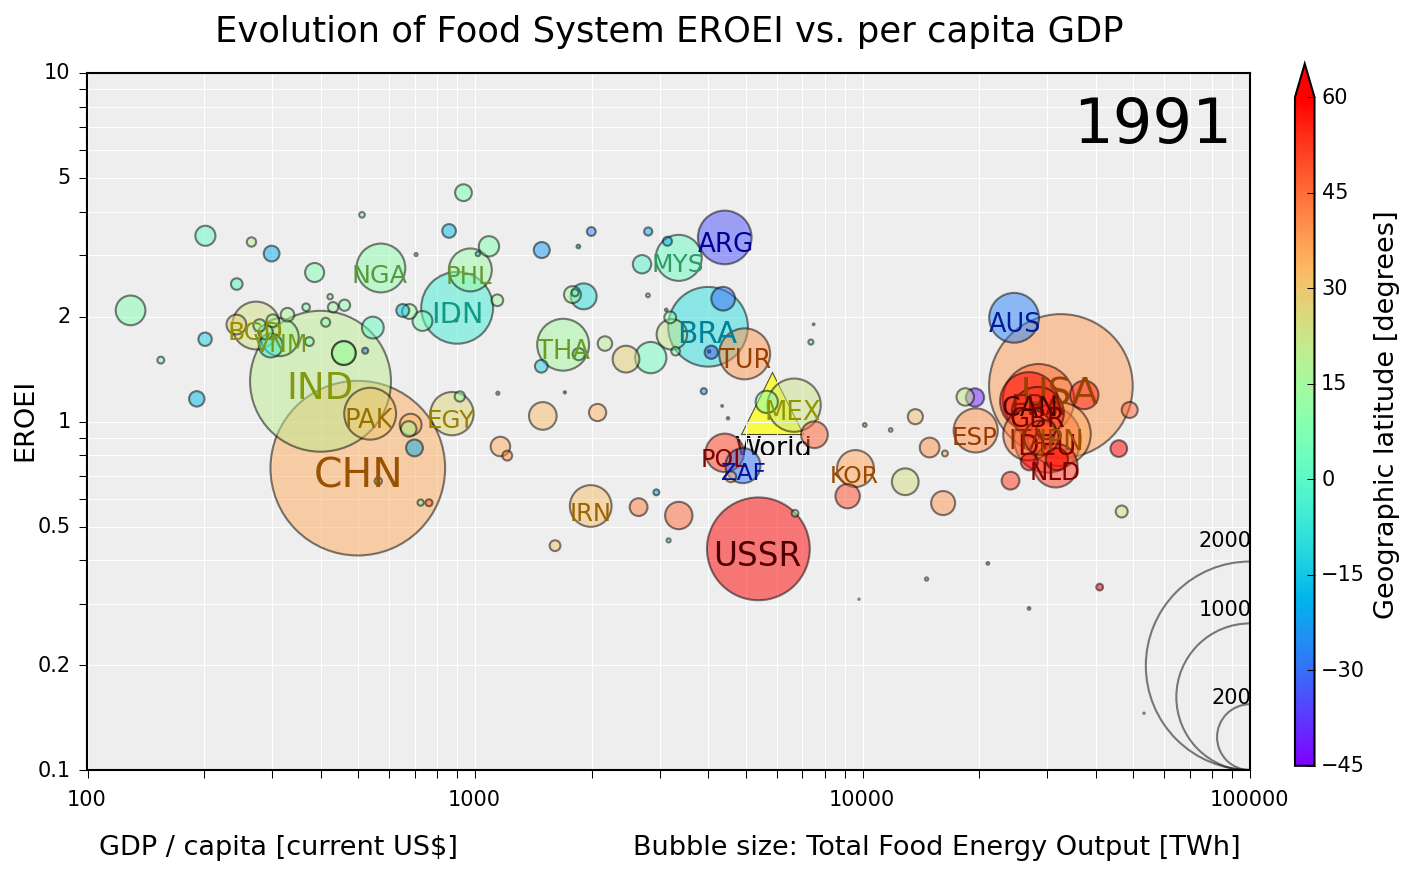 Evolution of Food System EROEI vs. per capita GDP
1991
10
5
2
1
0.5
0.2
0.1
EROEI
ARG
NGA
PHL
MYS
IDN
BRA
AUS
BGD
VNM
THA
TUR
IND
USA
PAK
EGY
MEX
World
ESP
GBR
POL
ZAF
KOR
NLD
CHN
IRN
USSR
2000
1000
200
100
1000
10000
100000
GDP / capita [current US$]
Bubble size: Total Food Energy Output [TWh]
60
45
30
15
0
−15
−30
−45
Geographic latitude [degrees]